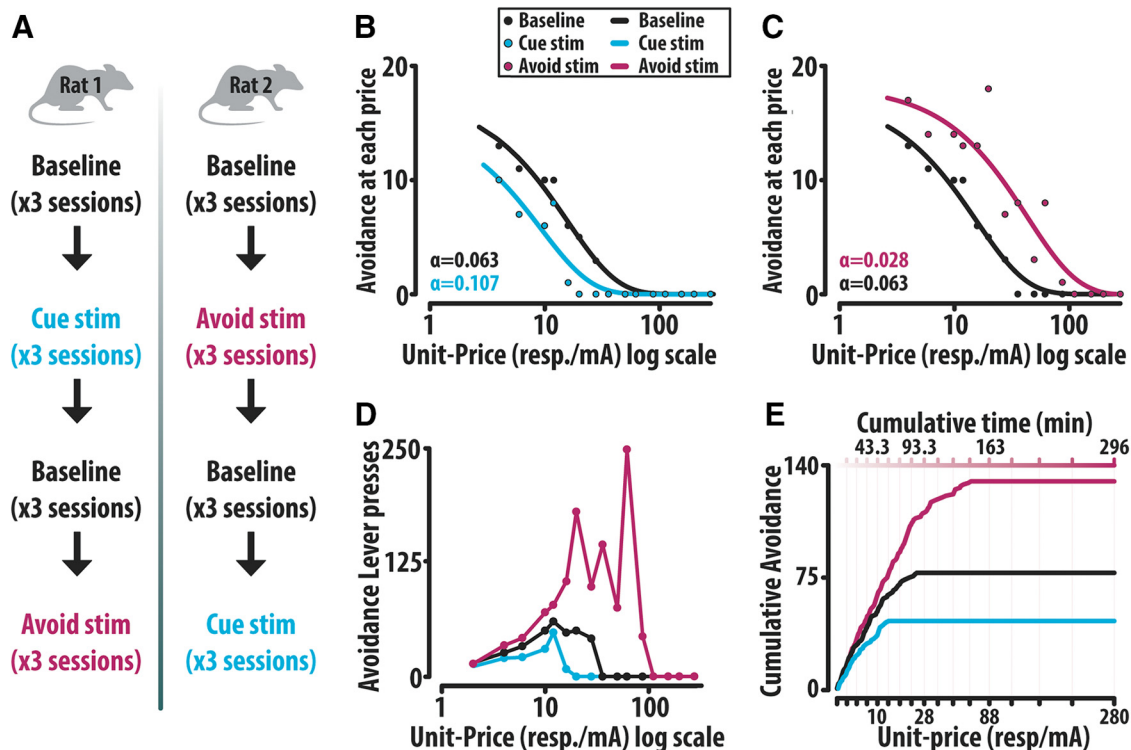 A
Rat 1
Rat 2
Baseline
(x3 sessions)
Baseline
(x3 sessions)
Cue stim
(x3 sessions)
Avoid stim
(x3 sessions)
Baseline
(x3 sessions)
Baseline
(x3 sessions)
Avoid stim
(x3 sessions)
Cue stim
(x3 sessions)
B
Baseline Baseline
Cue stim Cue stim
Avoid stim Avoid stim
Avoidance at each price
20
10
0
α=0.063
α=0.107
1 10 100
Unit-Price (resp./mA) log scale
C
Avoidance at each price
20
10
0
α=0.028
α=0.063
1 10 100
Unit-Price (resp./mA) log scale
D
Avoidance Lever presses
250
125
0
1 10 100
Unit-Price (resp./mA) log scale
E
Cumulative time (min)
43.3 93.3 163 296
Cumulative Avoidance
140
75
0
10 28 88 280
Unit-price (resp/mA)